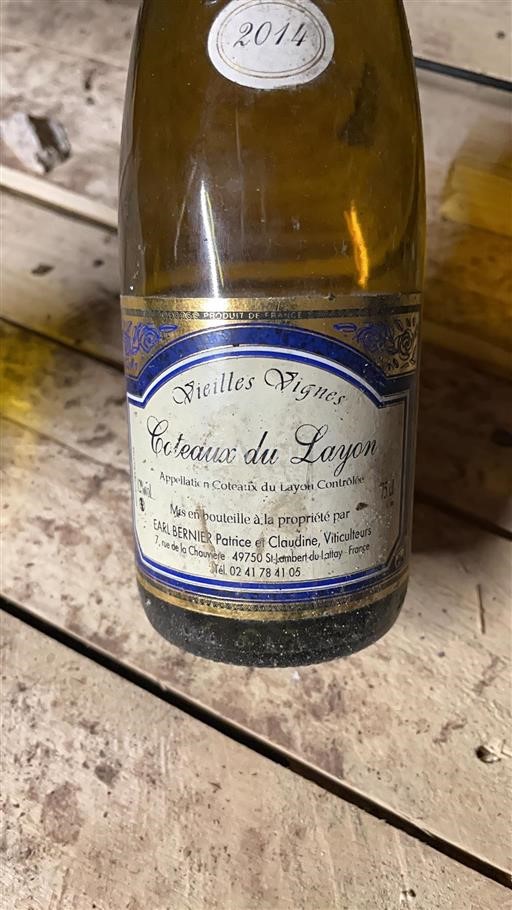 2014
PRODUIT DE FRANCE
Vieilles Vignes
Coteaux du Layon
Appellation Coteaux du Layon Contrôlée
75 cl
Mis en bouteille à la propriété par
EARL BERNIER Patrice et Claudine, Viticulteurs
7, rue de la Chauvière - 49750 St-Lambert-du-Lattay - France
Tél. 02 41 78 41 05